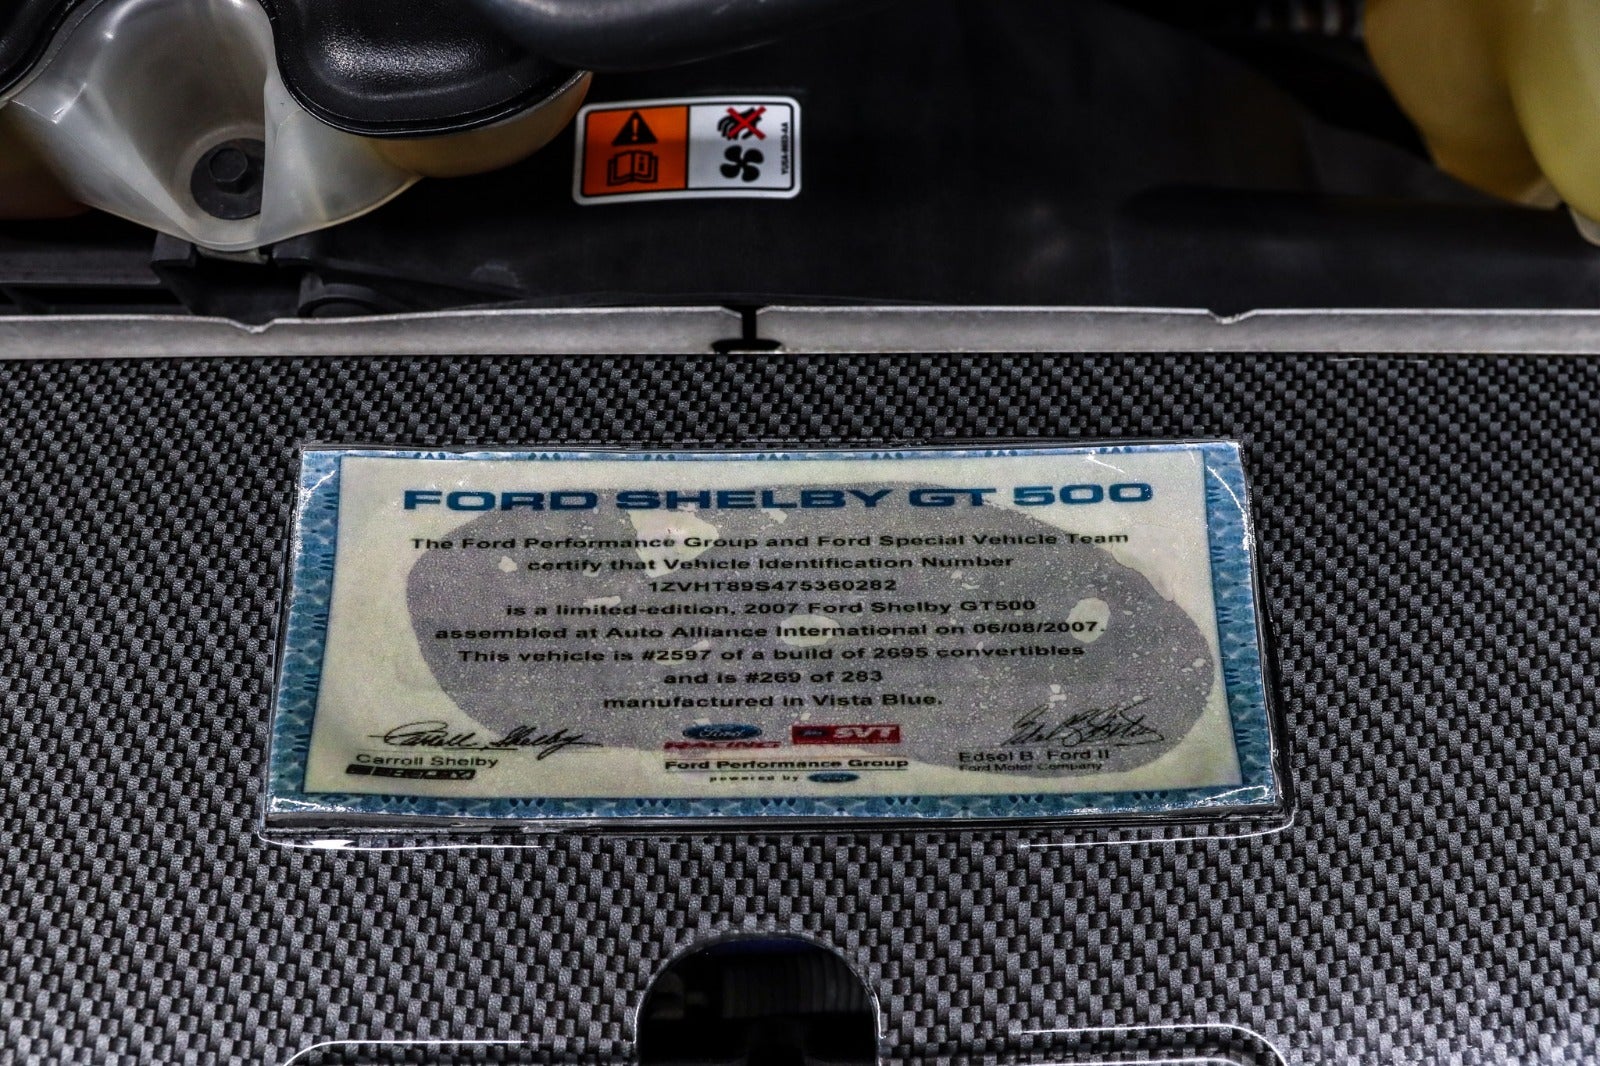 FORD SHELBY GT 500
The Ford Performance Group and Ford Special Vehicle Team
certify that Vehicle Identification Number
1ZVHT89S475360282
is a limited-edition, 2007 Ford Shelby GT500
assembled at Auto Alliance International on 06/08/2007.
This vehicle is #2597 of a build of 2695 convertibles
and is #269 of 283
manufactured in Vista Blue.
Carroll Shelby
Carroll Shelby
Ford
RACING
SVT
Ford Performance Group
powered by Ford
Edsel B. Ford II
Ford Motor Company